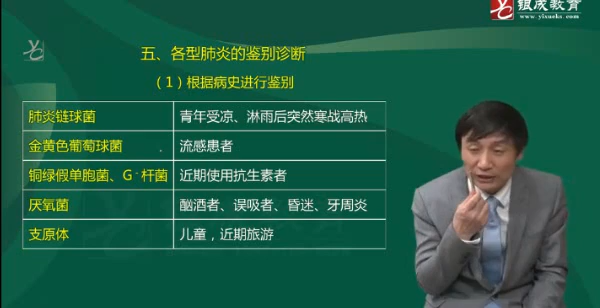 银成教育
www.yixueks.com
五、各型肺炎的鉴别诊断
（1）根据病史进行鉴别
肺炎链球菌 青年受凉、淋雨后突然寒战高热
金黄色葡萄球菌 流感患者
铜绿假单胞菌、G⁻杆菌 近期使用抗生素者
厌氧菌 酗酒者、误吸者、昏迷、牙周炎
支原体 儿童，近期旅游